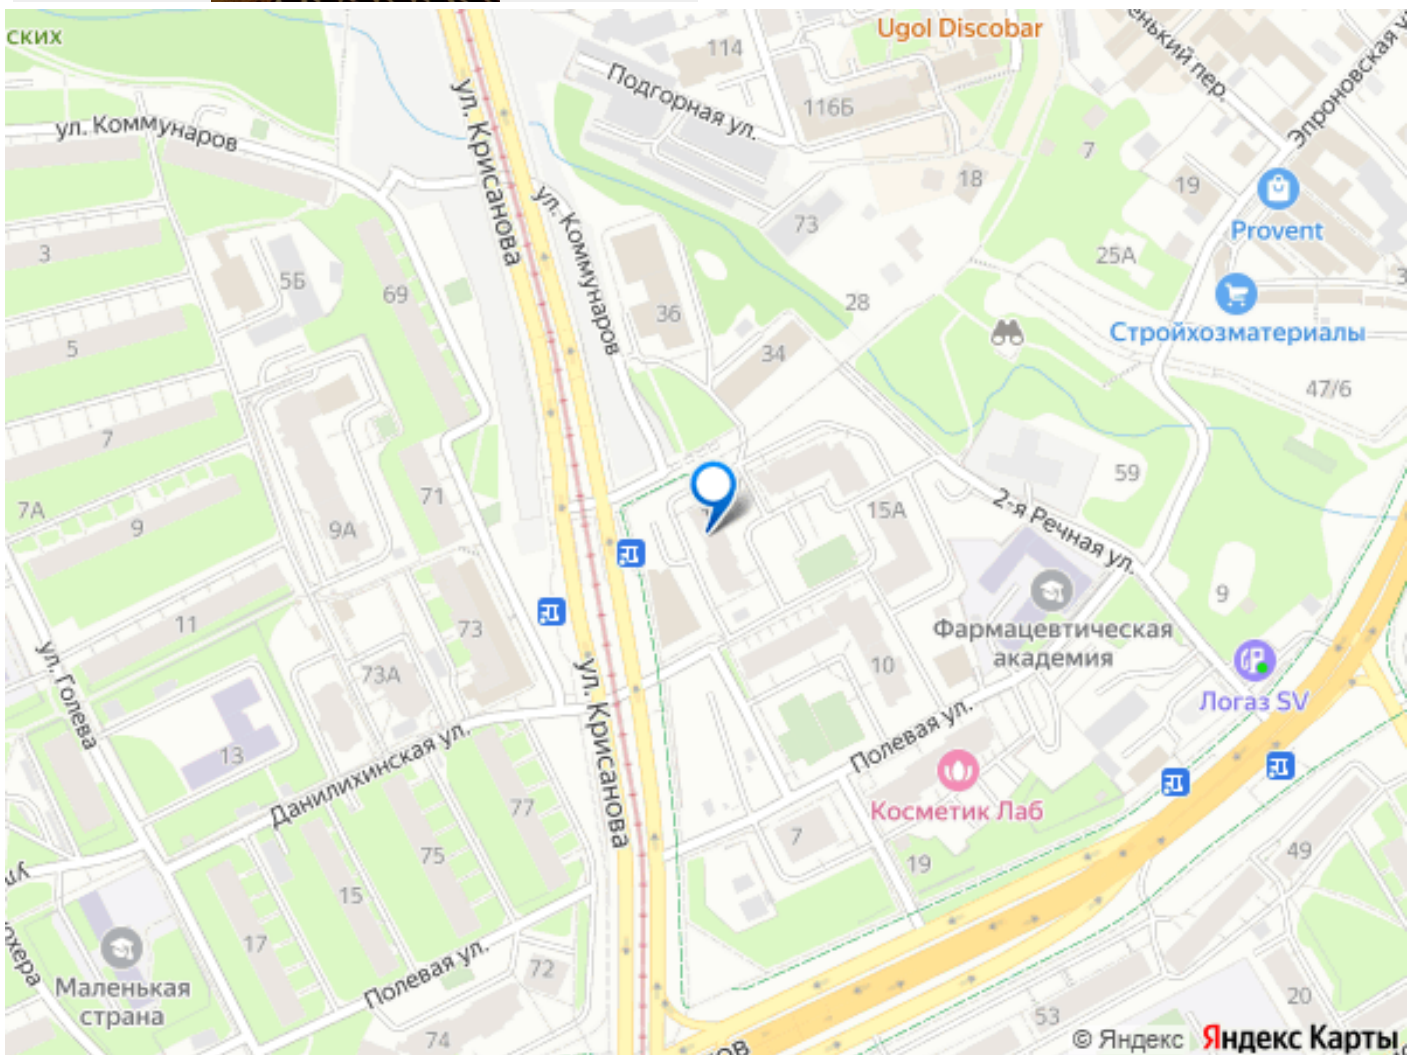 ских
Ugol Discobar
114
Подгорная ул.
116Б
Эпроновская у
7
18
19
ул. Коммунаров
ул. Крисанова
ул. Коммунаров
73
Provent
25А
3
5Б
69
36
28
Стройхозматериалы
5
34
47/6
7
71
59
7А
9
9А
15А
2-я Речная ул.
9
11
73
Фармацевтическая
академия
10
73А
ул. Голева
ул. Крисанова
Логаз SV
13
Полевая ул.
Данилихинская ул.
77
Косметик Лаб
7
75
19
49
15
17
Полевая ул.
72
Маленькая
страна
74
20
53
© Яндекс Яндекс Карты